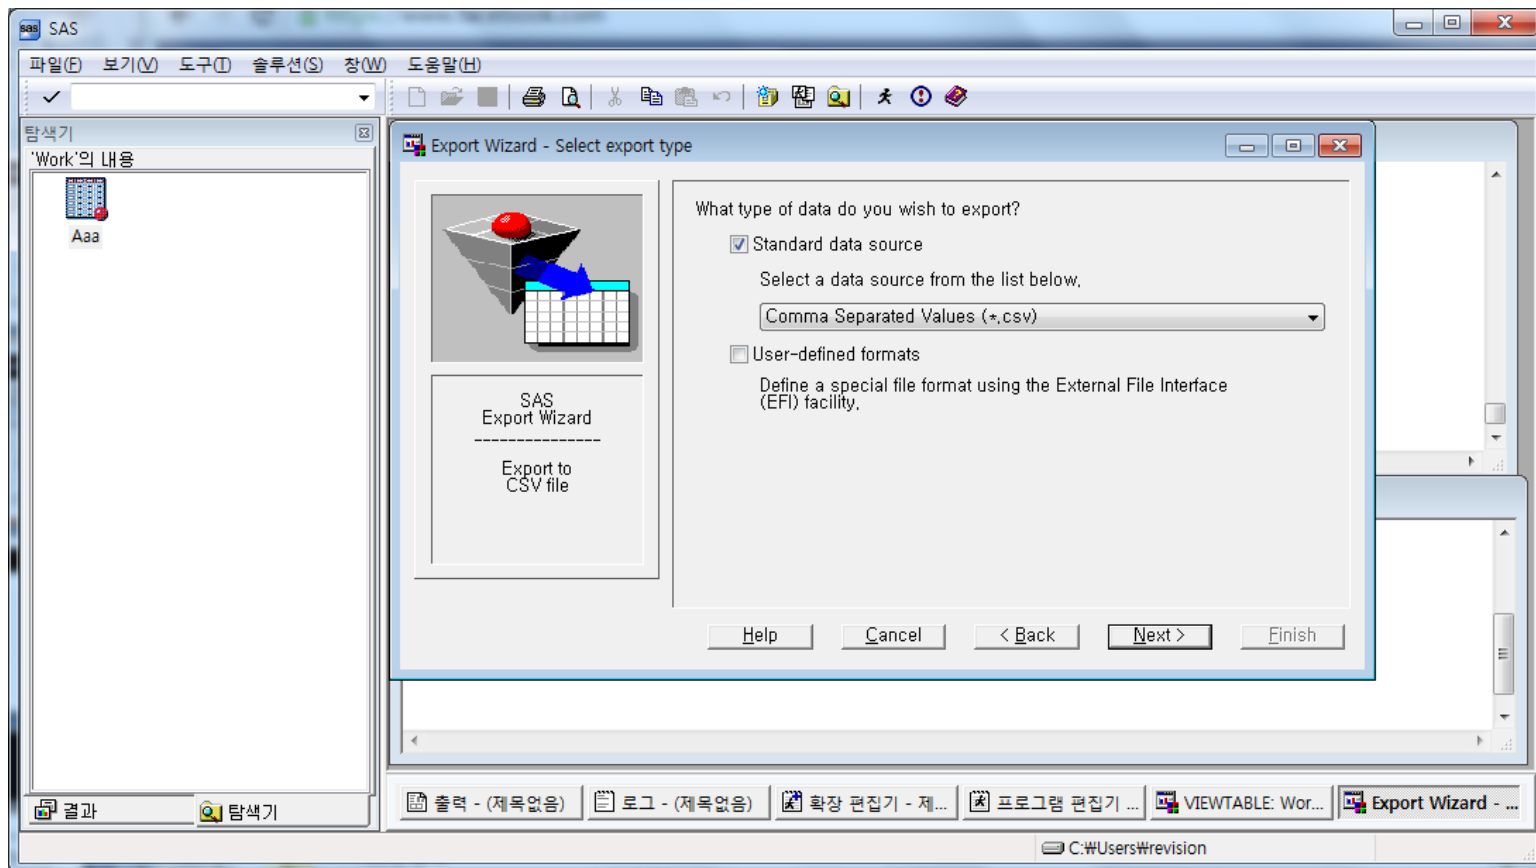 SAS
파일(F) 보기(V) 도구(T) 솔루션(S) 창(W) 도움말(H)
탐색기
'Work'의 내용
Aaa
Export Wizard - Select export type
What type of data do you wish to export?
Standard data source
Select a data source from the list below.
Comma Separated Values (*.csv)
User-defined formats
Define a special file format using the External File Interface
(EFI) facility.
SAS
Export Wizard
---------------
Export to
CSV file
Help Cancel < Back Next > Finish
결과 탐색기
출력 - (제목없음) 로그 - (제목없음) 확장 편집기 - 제... 프로그램 편집기 ... VIEWTABLE: Wor... Export Wizard - ...
C:₩Users₩revision